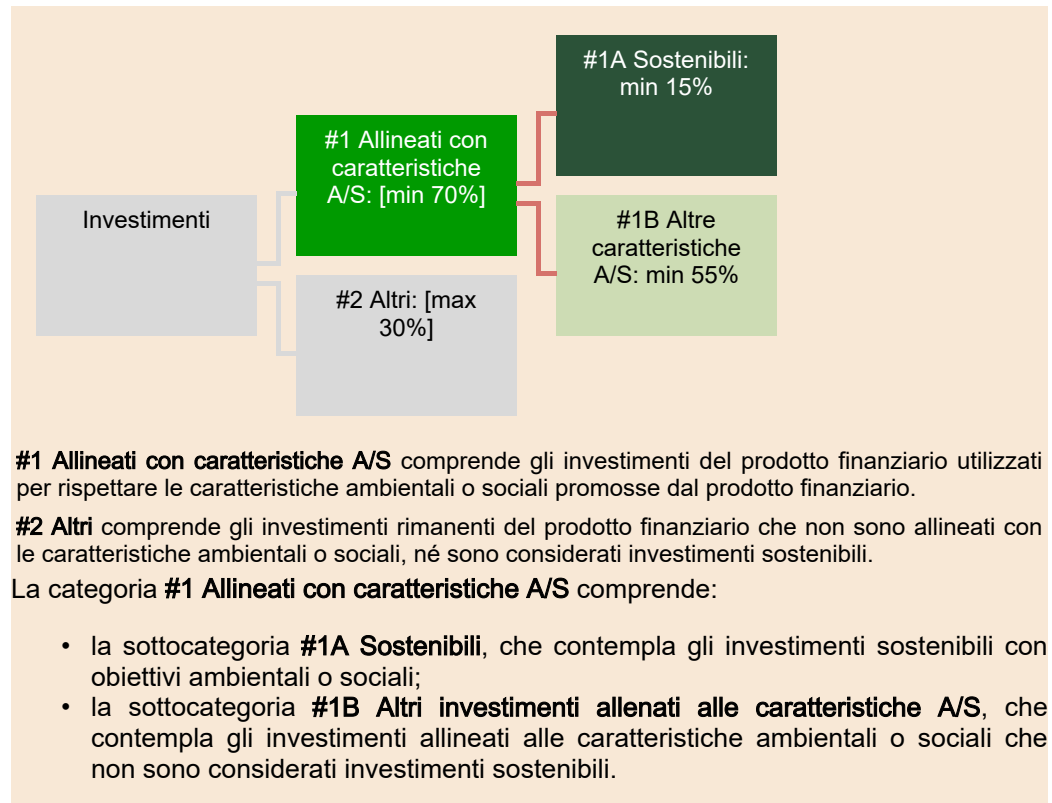 #1A Sostenibili:
min 15%
#1 Allineati con
caratteristiche
A/S: [min 70%]
Investimenti
#1B Altre
caratteristiche
A/S: min 55%
#2 Altri: [max
30%]
#1 Allineati con caratteristiche A/S comprende gli investimenti del prodotto finanziario utilizzati
per rispettare le caratteristiche ambientali o sociali promosse dal prodotto finanziario.
#2 Altri comprende gli investimenti rimanenti del prodotto finanziario che non sono allineati con
le caratteristiche ambientali o sociali, né sono considerati investimenti sostenibili.
La categoria #1 Allineati con caratteristiche A/S comprende:
• la sottocategoria #1A Sostenibili, che contempla gli investimenti sostenibili con
obiettivi ambientali o sociali;
• la sottocategoria #1B Altri investimenti allenati alle caratteristiche A/S, che
contempla gli investimenti allineati alle caratteristiche ambientali o sociali che
non sono considerati investimenti sostenibili.